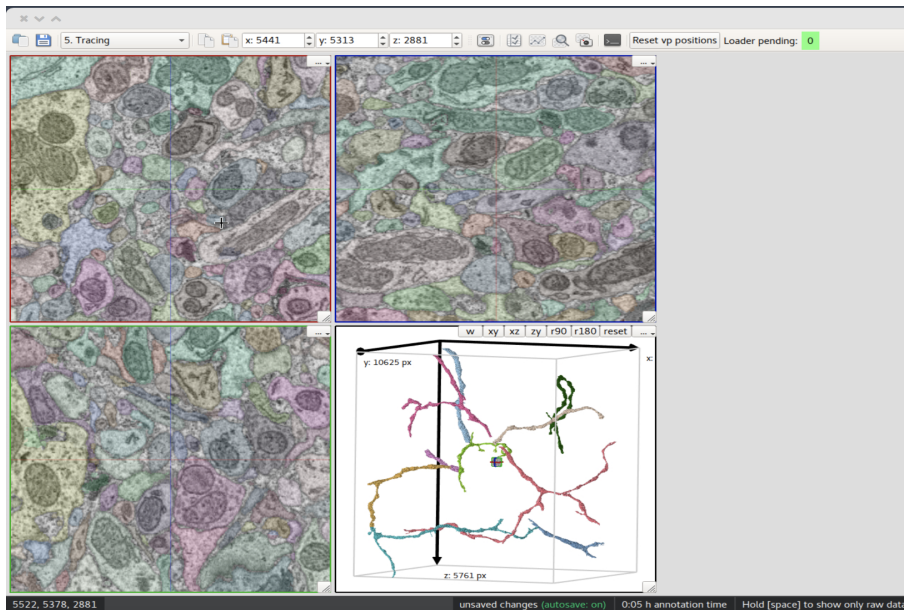 5. Tracing x: 5441 y: 5313 z: 2881 Reset vp positions Loader pending: 0
...
...
...
w xy xz zy r90 r180 reset ...
y: 10625 px x:
z: 5761 px
5522, 5378, 2881 unsaved changes (autosave: on) 0:05 h annotation time Hold [space] to show only raw data